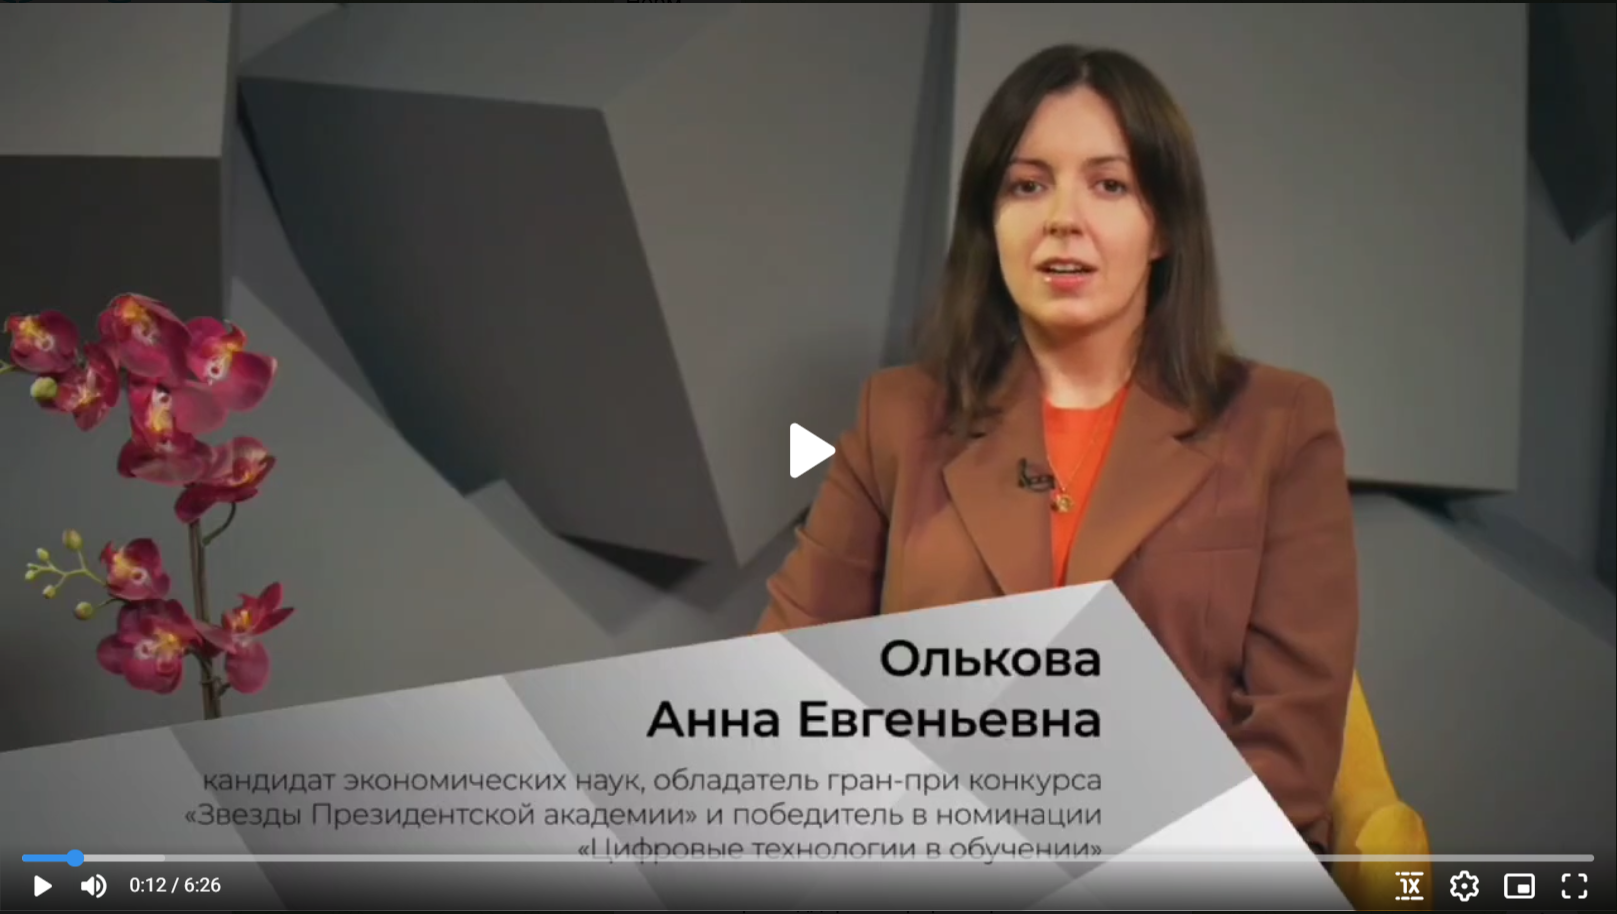 Олькова
Анна Евгеньевна
кандидат экономических наук, обладатель гран-при конкурса
«Звезды Президентской академии» и победитель в номинации
«Цифровые технологии в обучении»
0:12 / 6:26
1X